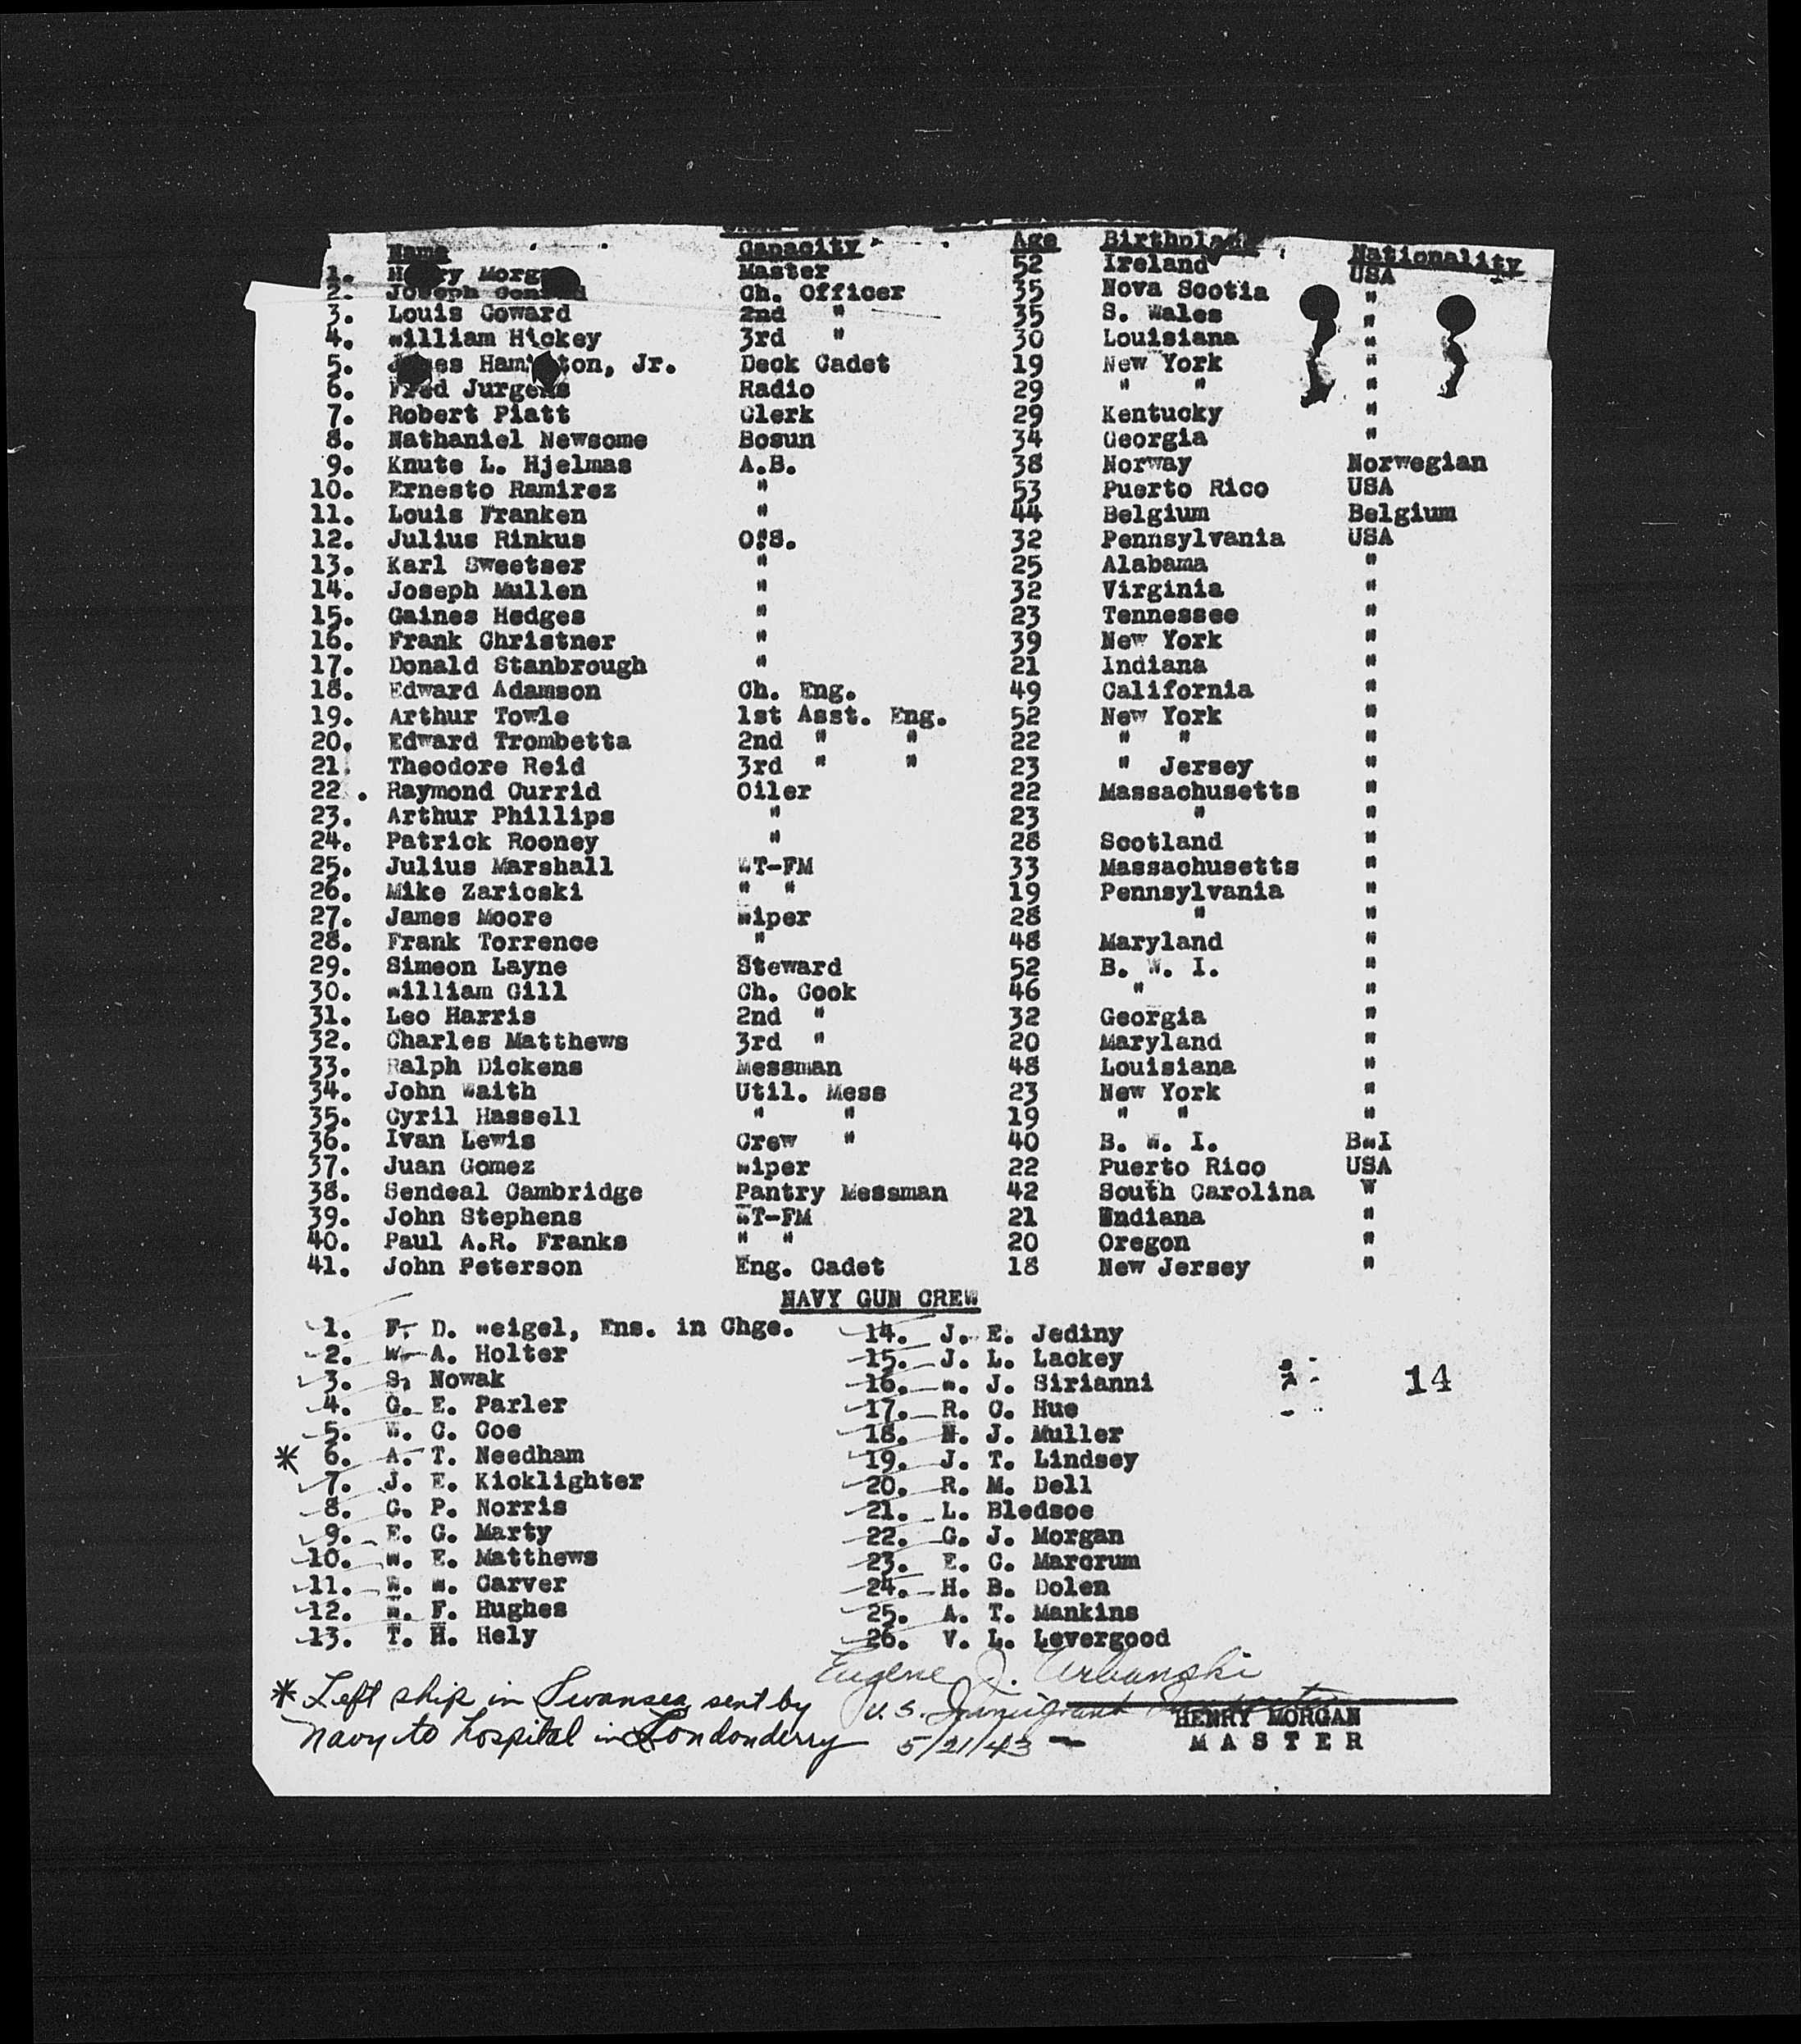 Name Capacity Age Birthplace Nationality
1. Henry Morgan Master 52 Ireland USA
2. Joseph Conrad Ch. Officer 35 Nova Scotia "
3. Louis Coward 2nd " 35 S. Wales "
4. William Hickey 3rd " 30 Louisiana "
5. James Hamilton, Jr. Deck Cadet 19 New York "
6. Fred Jurgens Radio 29 " " "
7. Robert Piatt Clerk 29 Kentucky "
8. Nathaniel Newsome Bosun 34 Georgia "
9. Knute L. Hjelmas A.B. 38 Norway Norwegian
10. Ernesto Ramirez " 53 Puerto Rico USA
11. Louis Franken " 44 Belgium Belgium
12. Julius Rinkus O.S. 32 Pennsylvania USA
13. Karl Sweetser " 25 Alabama "
14. Joseph Mullen " 32 Virginia "
15. Gaines Hedges " 23 Tennessee "
16. Frank Christner " 39 New York "
17. Donald Stanbrough " 21 Indiana "
18. Edward Adamson Ch. Eng. 49 California "
19. Arthur Towle 1st Asst. Eng. 52 New York "
20. Edward Trombetta 2nd " " 22 " " "
21. Theodore Reid 3rd " " 23 " Jersey "
22. Raymond Currid Oiler 22 Massachusetts "
23. Arthur Phillips " 23 " "
24. Patrick Rooney " 28 Scotland "
25. Julius Marshall WT-FM 33 Massachusetts "
26. Mike Zaricski " " 19 Pennsylvania "
27. James Moore Wiper 28 " "
28. Frank Torrence " 48 Maryland "
29. Simeon Layne Steward 52 B. W. I. "
30. William Gill Ch. Cook 46 " "
31. Leo Harris 2nd " 32 Georgia "
32. Charles Matthews 3rd " 20 Maryland "
33. Ralph Dickens Messman 48 Louisiana "
34. John Waith Util. Mess 23 New York "
35. Cyril Hassell " " 19 " " "
36. Ivan Lewis Crew " 40 B. W. I. BWI
37. Juan Gomez Wiper 22 Puerto Rico USA
38. Sendeal Cambridge Pantry Messman 42 South Carolina "
39. John Stephens WT-FM 21 Indiana "
40. Paul A.R. Franks " " 20 Oregon "
41. John Peterson Eng. Cadet 18 New Jersey "
NAVY GUN CREW
1. F. D. Weigel, Ens. in Chge. 14. J. E. Jediny
2. W. A. Holter 15. J. L. Lackey
3. S. Nowak 16. W. J. Sirianni
4. G. E. Parler 17. R. C. Hue
5. W. C. Coe 18. N. J. Muller
* 6. A. T. Needham 19. J. T. Lindsey
7. J. E. Kicklighter 20. R. M. Dell
8. C. P. Norris 21. L. Bledsoe
9. E. G. Marty 22. G. J. Morgan
10. W. E. Matthews 23. E. C. Marcrum
11. W. W. Carver 24. H. B. Dolen
12. W. F. Hughes 25. A. T. Mankins
13. T. H. Hely 26. V. L. Levergood
14
Eugene J. Urbanski
U.S. Immigrant Inspector
5/21/43
* Left ship in Swansea, sent by
Navy to hospital in Londonderry
HENRY MORGAN
MASTER